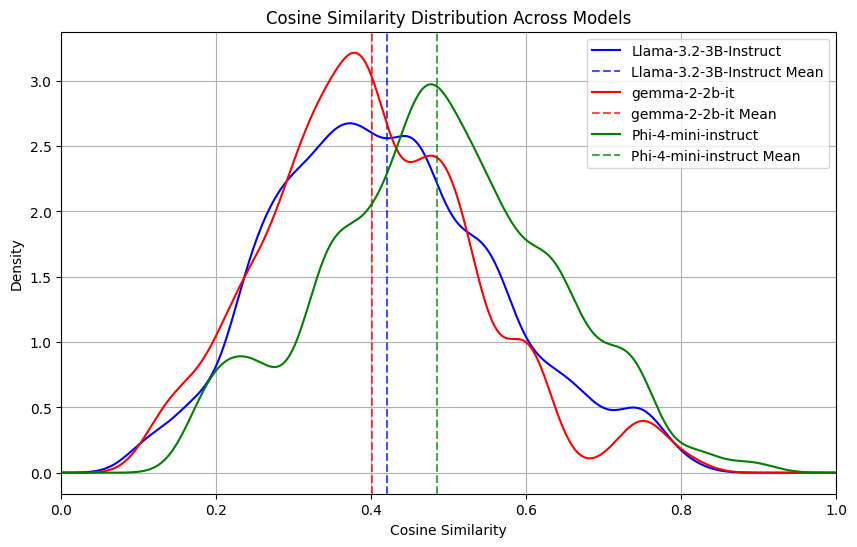 Cosine Similarity Distribution Across Models
Llama-3.2-3B-Instruct
Llama-3.2-3B-Instruct Mean
gemma-2-2b-it
gemma-2-2b-it Mean
Phi-4-mini-instruct
Phi-4-mini-instruct Mean
Density
3.0
2.5
2.0
1.5
1.0
0.5
0.0
0.0 0.2 0.4 0.6 0.8 1.0
Cosine Similarity